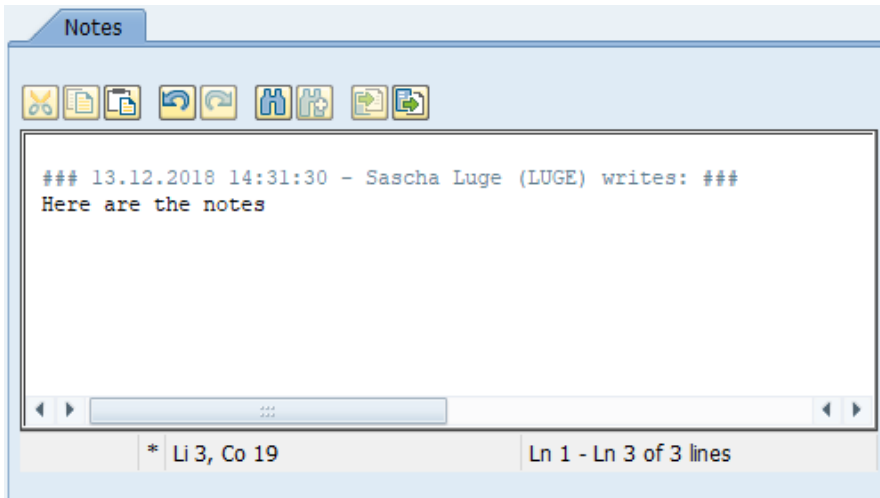 Notes
### 13.12.2018 14:31:30 - Sascha Luge (LUGE) writes: ###
Here are the notes
* Li 3, Co 19 Ln 1 - Ln 3 of 3 lines